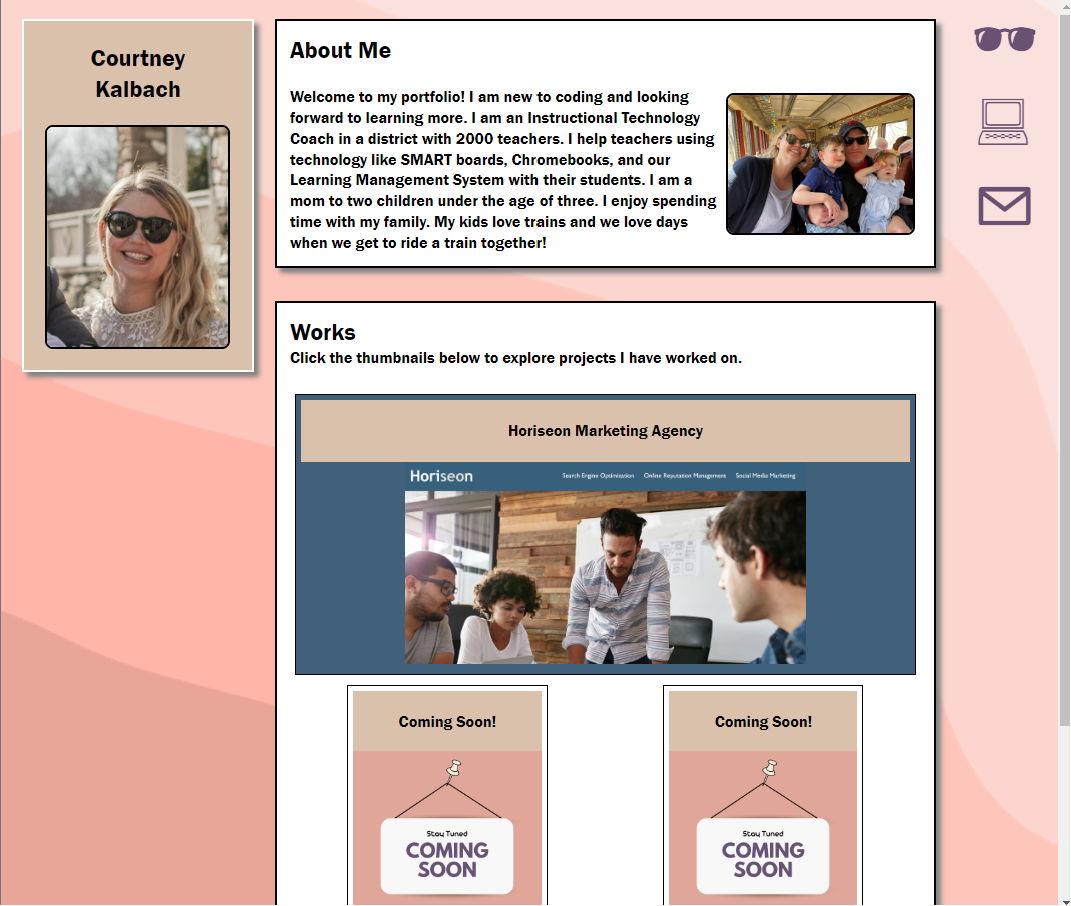 Courtney
Kalbach
About Me
Welcome to my portfolio! I am new to coding and looking
forward to learning more. I am an Instructional Technology
Coach in a district with 2000 teachers. I help teachers using
technology like SMART boards, Chromebooks, and our
Learning Management System with their students. I am a
mom to two children under the age of three. I enjoy spending
time with my family. My kids love trains and we love days
when we get to ride a train together!
Works
Click the thumbnails below to explore projects I have worked on.
Horiseon Marketing Agency
Horiseon
Search Engine Optimization Online Reputation Management Social Media Marketing
Coming Soon!
Stay Tuned
COMING
SOON
Coming Soon!
Stay Tuned
COMING
SOON